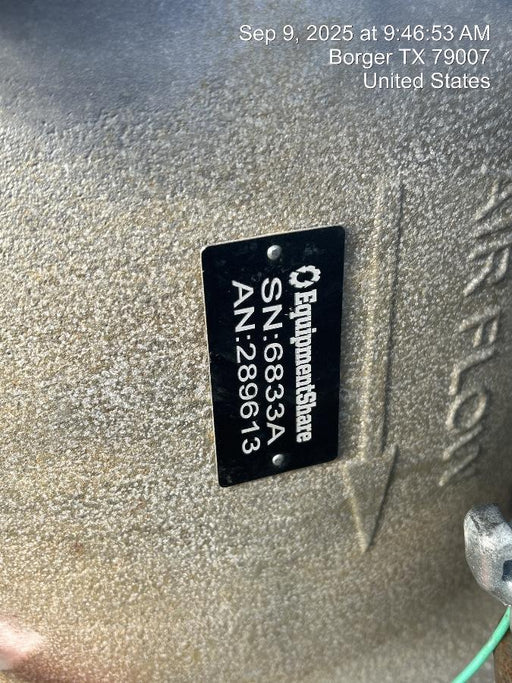 Sep 9, 2025 at 9:46:53 AM
Borger TX 79007
United States
EquipmentShare
SN:6833A
AN:289613
AIR FLOW